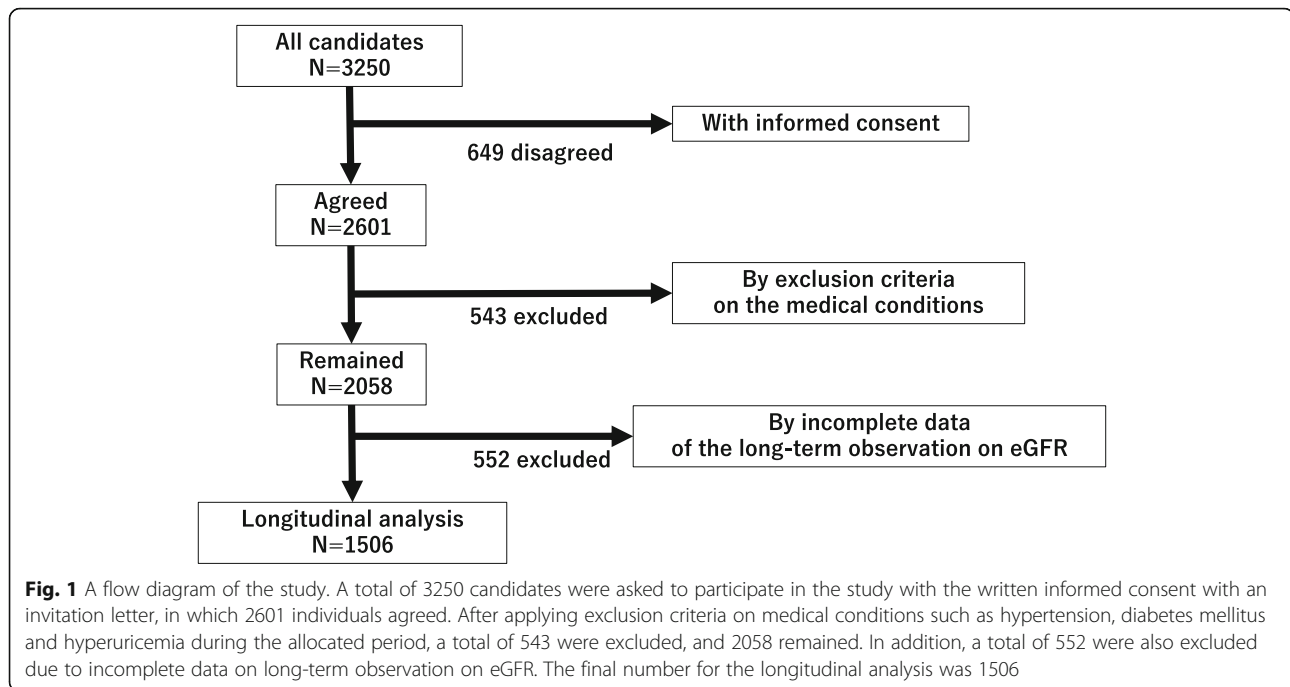 All candidates
N=3250
With informed consent
649 disagreed
Agreed
N=2601
By exclusion criteria
on the medical conditions
543 excluded
Remained
N=2058
By incomplete data
of the long-term observation on eGFR
552 excluded
Longitudinal analysis
N=1506
Fig. 1 A flow diagram of the study. A total of 3250 candidates were asked to participate in the study with the written informed consent with an
invitation letter, in which 2601 individuals agreed. After applying exclusion criteria on medical conditions such as hypertension, diabetes mellitus
and hyperuricemia during the allocated period, a total of 543 were excluded, and 2058 remained. In addition, a total of 552 were also excluded
due to incomplete data on long-term observation on eGFR. The final number for the longitudinal analysis was 1506